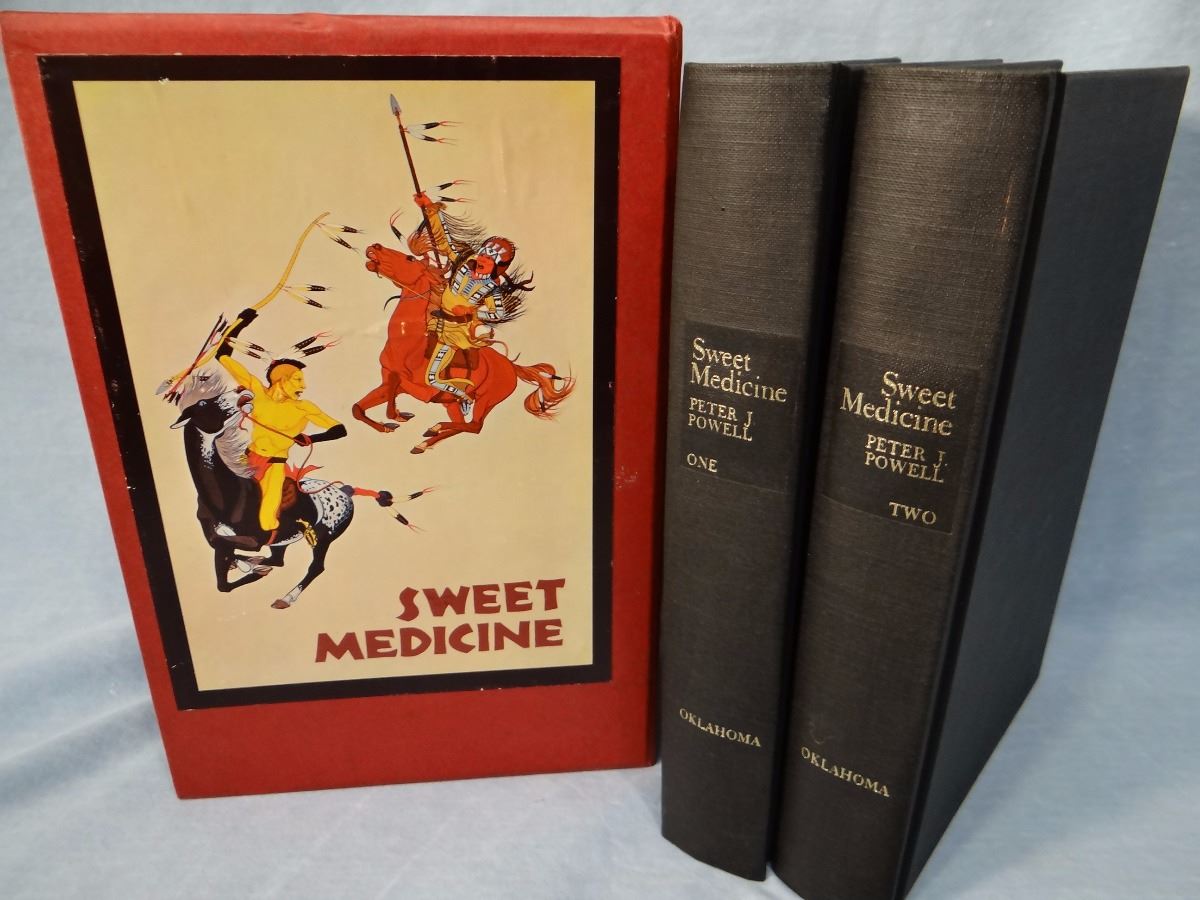 SWEET
MEDICINE
Sweet
Medicine
PETER J.
POWELL
ONE
OKLAHOMA
Sweet
Medicine
PETER J.
POWELL
TWO
OKLAHOMA